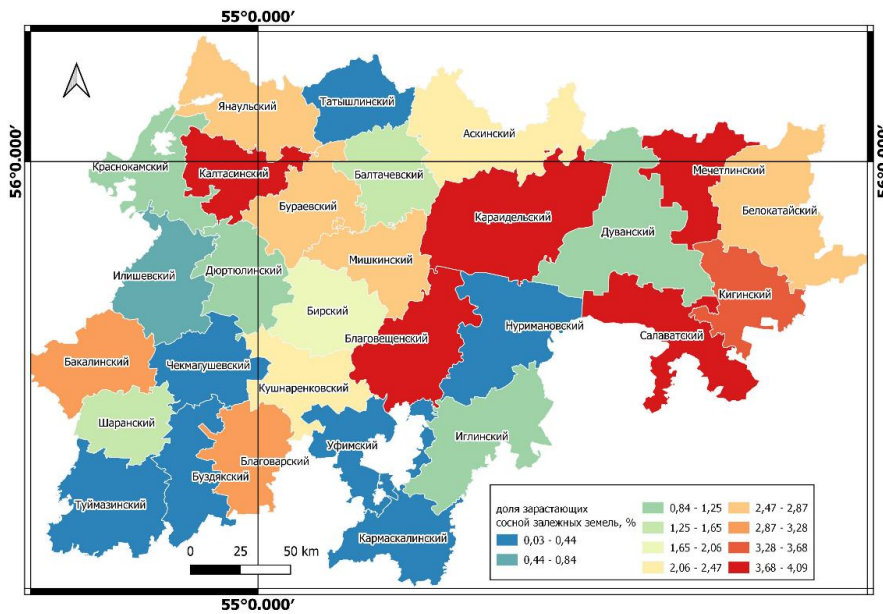 55°0.000′
Янаульский
Татышлинский
Аскинский
56°0.000′
Краснокамский
Калтасинский
Балтачевский
Мечетлинский
56°0.000′
Бураевский
Караидельский
Белокатайский
Дуванский
Илишевский
Дюртюлинский
Мишкинский
Кигинский
Бирский
Нуримановский
Благовещенский
Салаватский
Бакалинский
Чекмагушевский
Кушнаренковский
Шаранский
Уфимский
Иглинский
Благоварский
Буздякский
Туймазинский
Кармаскалинский
доля зарастающих
сосной залежных земель, %
0,03 - 0,44
0,44 - 0,84
0,84 - 1,25
1,25 - 1,65
1,65 - 2,06
2,06 - 2,47
2,47 - 2,87
2,87 - 3,28
3,28 - 3,68
3,68 - 4,09
0 25 50 km
55°0.000′